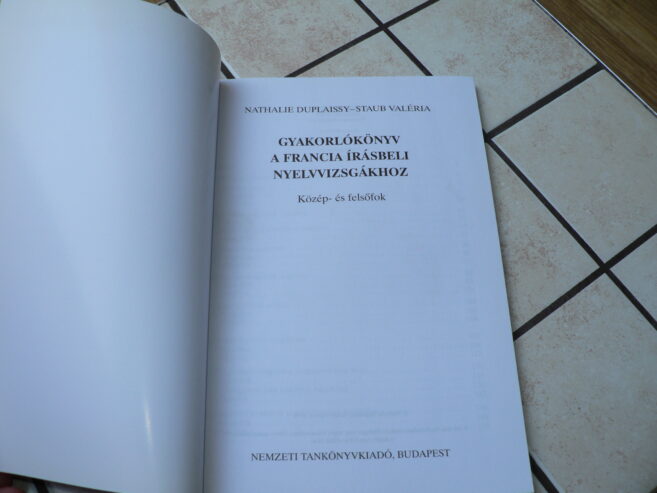 NATHALIE DUPLAISSY–STAUB VALÉRIA
GYAKORLÓKÖNYV
A FRANCIA ÍRÁSBELI
NYELVVIZSGÁKHOZ
Közép- és felsőfok
NEMZETI TANKÖNYVKIADÓ, BUDAPEST